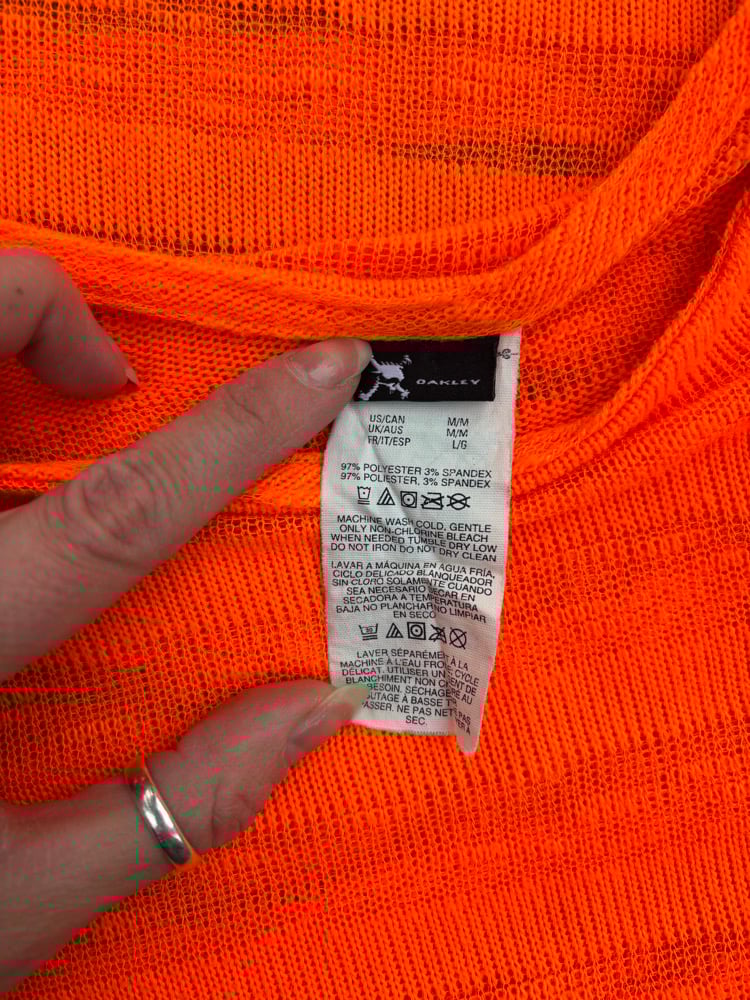 OAKLEY
US/CAN M/M
UK/AUS M/M
FR/IT/ESP L/G
97% POLYESTER 3% SPANDEX
97% POLIESTER, 3% SPANDEX
MACHINE WASH COLD, GENTLE
ONLY NON-CHLORINE BLEACH
WHEN NEEDED TUMBLE DRY LOW
DO NOT IRON DO NOT DRY CLEAN
LAVAR A MÁQUINA EN AGUA FRÍA,
CICLO DELICADO BLANQUEADOR
SIN CLORO SOLAMENTE CUANDO
SEA NECESARIO SECAR EN
SECADORA A TEMPERATURA
BAJA NO PLANCHAR NO LIMPIAR
EN SECO
LAVER SÉPARÉMENT À LA
MACHINE À L'EAU FROIDE, CYCLE
DÉLICAT. UTILISER UN
BLANCHIMENT NON DE
BESOIN. SÉCHAGE AU
BASSE
NE PAS
SEC.